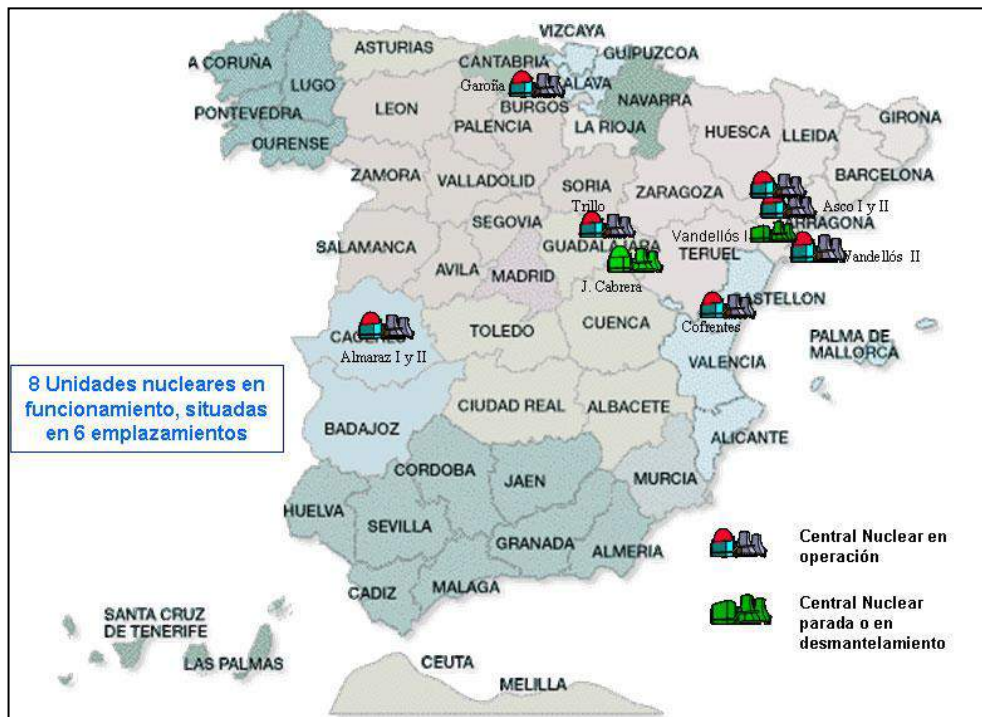 VIZCAYA
ASTURIAS
GUIPUZCOA
A CORUÑA
CANTABRIA
LUGO
Garoña
ALAVA
PONTEVEDRA
LEON
BURGOS
NAVARRA
GIRONA
PALENCIA
LA RIOJA
HUESCA
LLEIDA
OURENSE
BARCELONA
ZAMORA
VALLADOLID
SORIA
ZARAGOZA
Trillo
Asco I y II
SEGOVIA
TARRAGONA
SALAMANCA
GUADALAJARA
Vandellós I
AVILA
MADRID
TERUEL
Vandellós II
J. Cabrera
CASTELLON
CACERES
TOLEDO
CUENCA
Cofrentes
PALMA DE
MALLORCA
Almaraz I y II
VALENCIA
8 Unidades nucleares en
funcionamiento, situadas
en 6 emplazamientos
CIUDAD REAL
ALBACETE
BADAJOZ
ALICANTE
CORDOBA
JAEN
MURCIA
HUELVA
SEVILLA
GRANADA
ALMERIA
Central Nuclear en
operación
CADIZ
MALAGA
Central Nuclear
parada o en
desmantelamiento
SANTA CRUZ
DE TENERIFE
LAS PALMAS
CEUTA
MELILLA